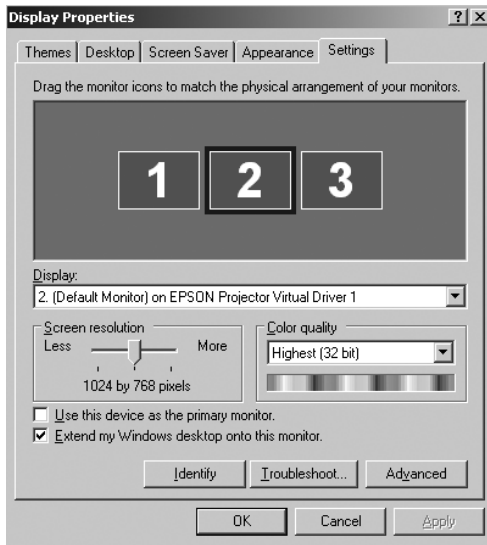 Display Properties
Themes Desktop Screen Saver Appearance Settings
Drag the monitor icons to match the physical arrangement of your monitors.
1 2 3
Display:
2. (Default Monitor) on EPSON Projector Virtual Driver 1
Screen resolution
Less More
1024 by 768 pixels
Color quality
Highest (32 bit)
Use this device as the primary monitor.
Extend my Windows desktop onto this monitor.
Identify Troubleshoot... Advanced
OK Cancel Apply